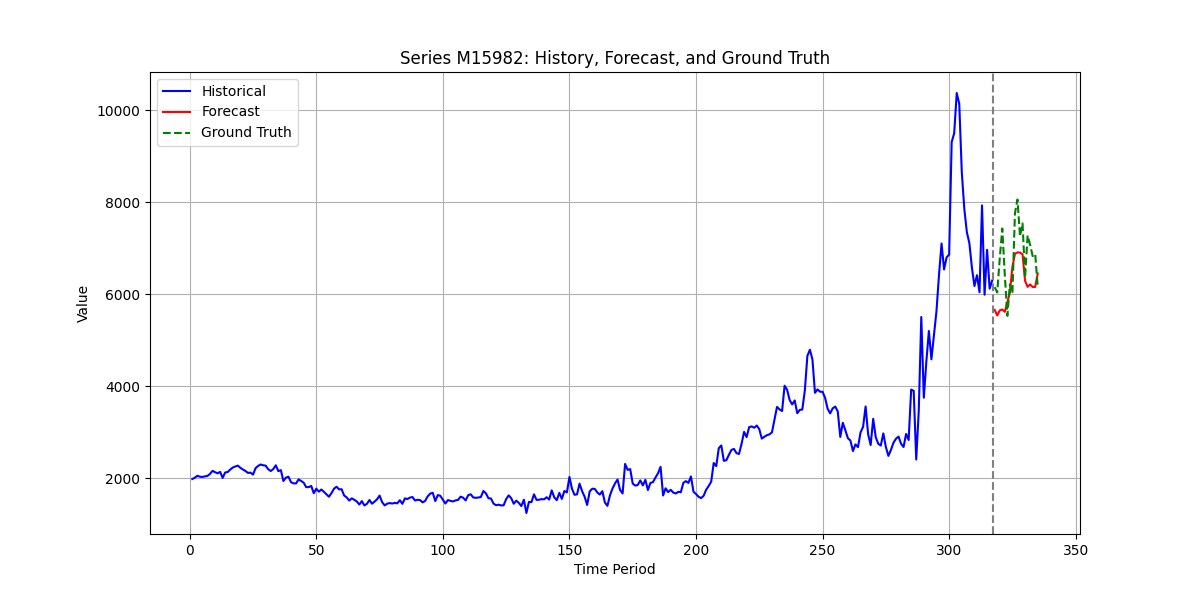 Series M15982: History, Forecast, and Ground Truth
Historical
Forecast
Ground Truth
10000
8000
6000
4000
2000
Value
0 50 100 150 200 250 300 350
Time Period